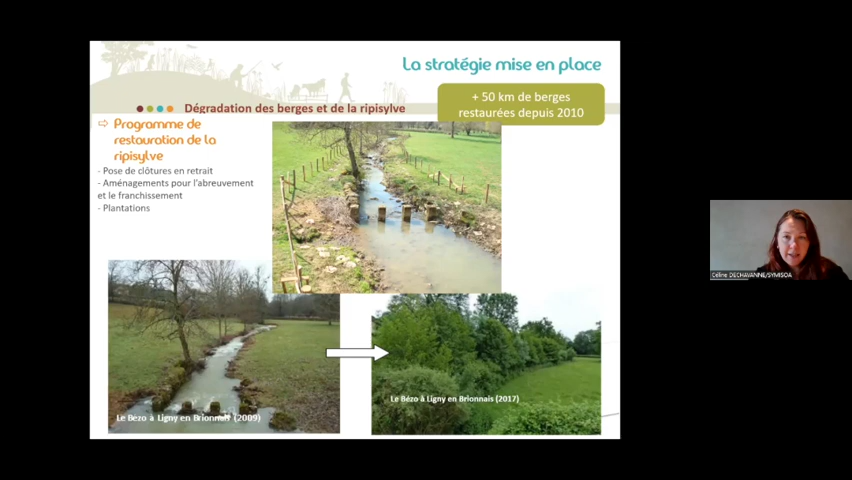 La stratégie mise en place
+ 50 km de berges
restaurées depuis 2010
Dégradation des berges et de la ripisylve
⇨ Programme de
restauration de la
ripisylve
- Pose de clôtures en retrait
- Aménagements pour l'abreuvement
et le franchissement
- Plantations
Le Bézo à Ligny en Brionnais (2009)
Le Bézo à Ligny en Brionnais (2017)
Céline DECHAVANNE/SYMISOA